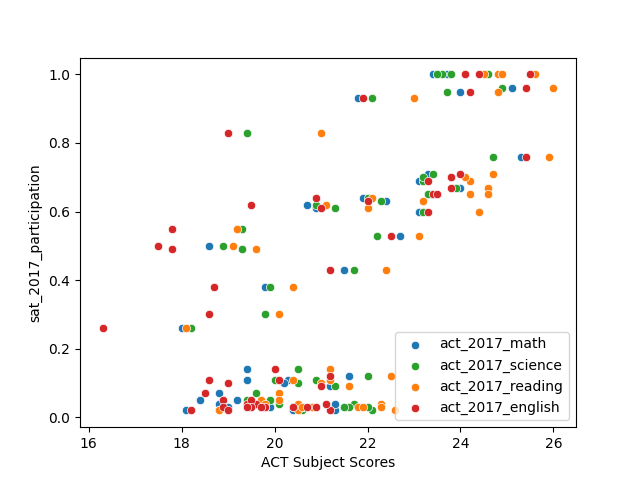 1.0
0.8
0.6
0.4
0.2
0.0
sat_2017_participation
16
18
20
22
24
26
ACT Subject Scores
act_2017_math
act_2017_science
act_2017_reading
act_2017_english